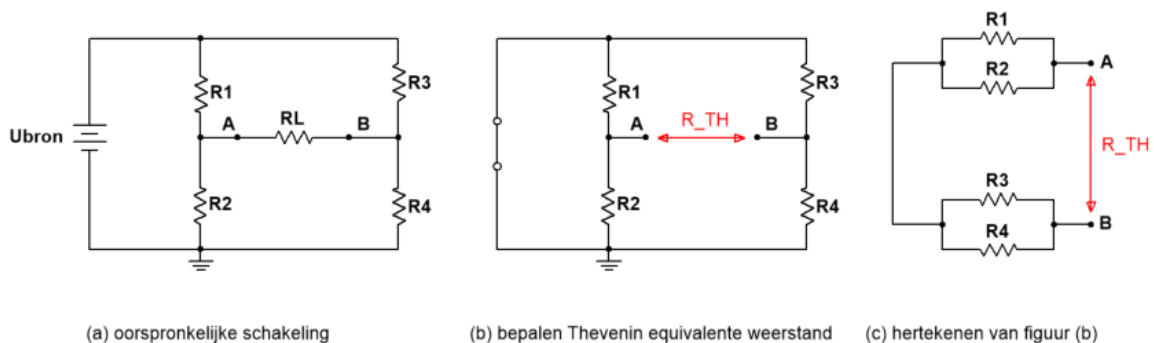 Ubron
R1
R2
A
RL
B
R3
R4
(a) oorspronkelijke schakeling
R1
R2
A
R_TH
B
R3
R4
(b) bepalen Thevenin equivalente weerstand
R1
R2
A
R_TH
R3
R4
B
(c) hertekenen van figuur (b)